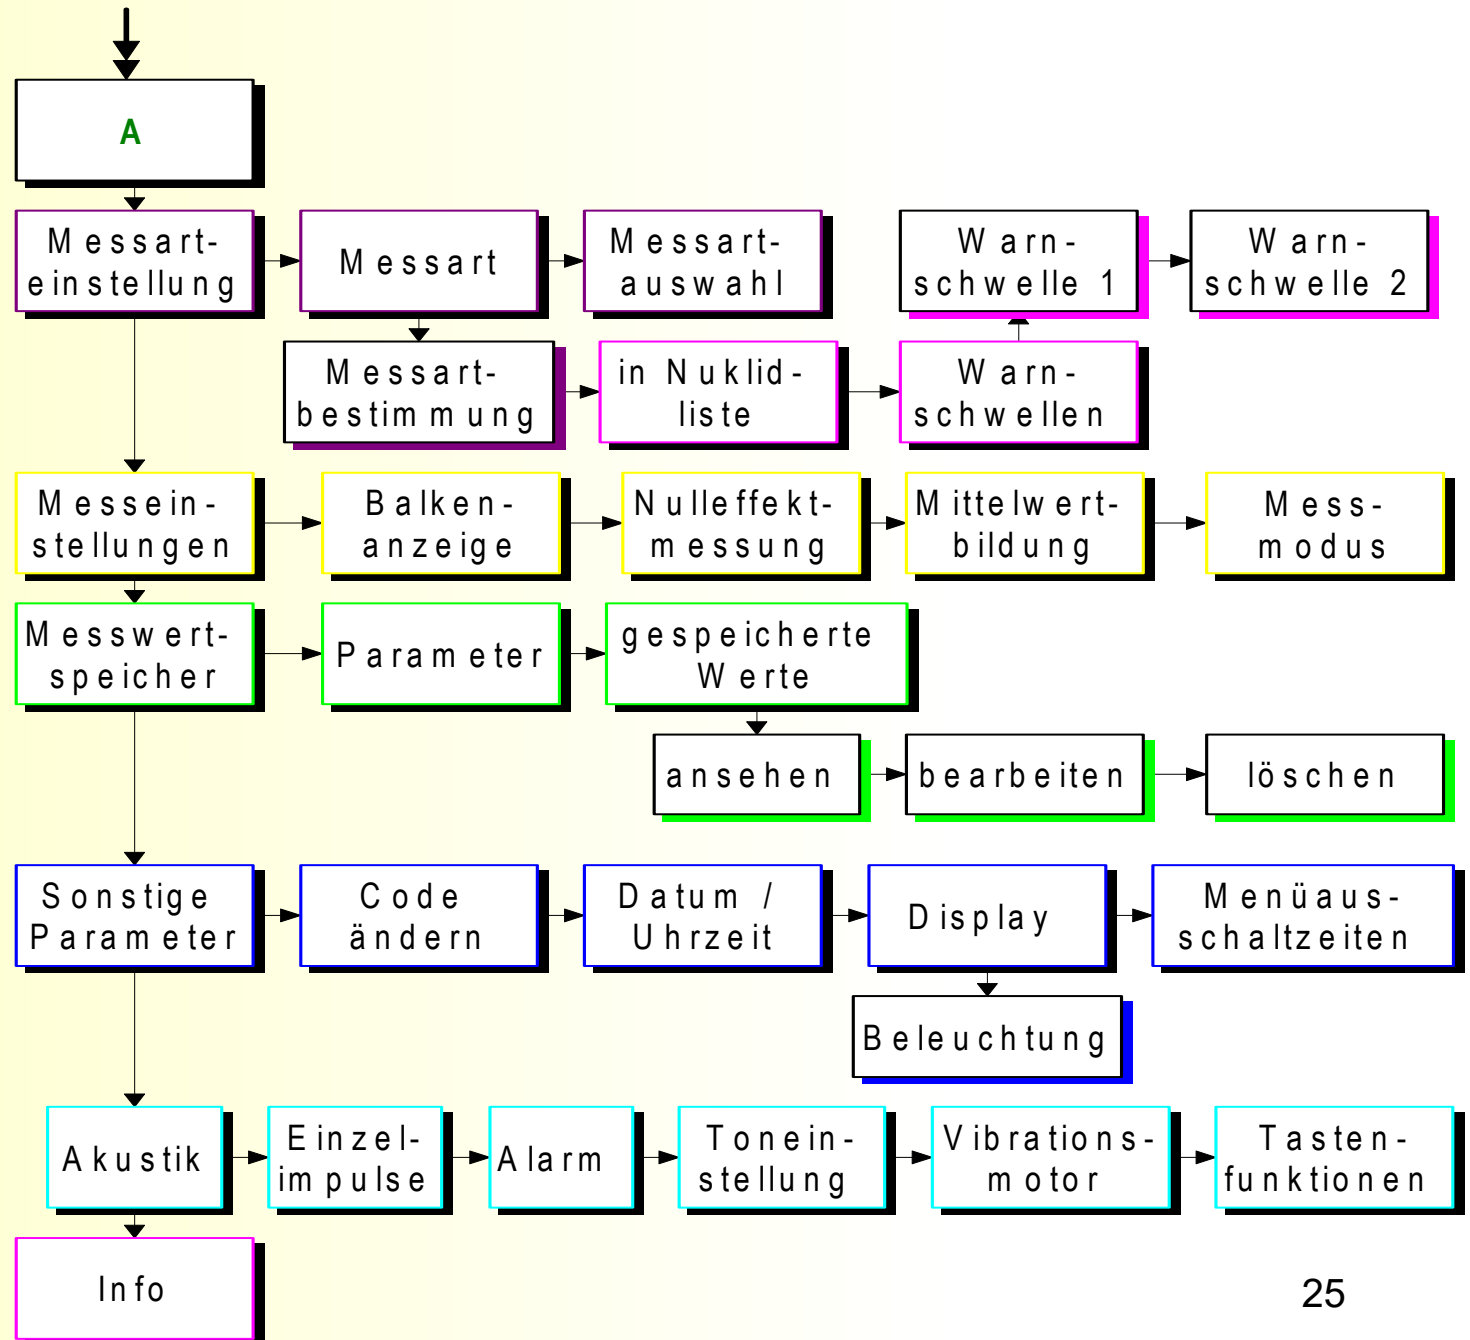 A
Messart-
einstellung
Messart
Messart-
auswahl
Warn-
schwelle 1
Warn-
schwelle 2
Messart-
bestimmung
in Nuklid-
liste
Warn-
schwellen
Messein-
stellungen
Balken-
anzeige
Nulleffekt-
messung
Mittelwert-
bildung
Mess-
modus
Messwert-
speicher
Parameter
gespeicherte
Werte
ansehen
bearbeiten
löschen
Sonstige
Parameter
Code
ändern
Datum /
Uhrzeit
Display
Menüaus-
schaltzeiten
Beleuchtung
Akustik
Einzel-
impulse
Alarm
Tonein-
stellung
Vibrations-
motor
Tasten-
funktionen
Info
25